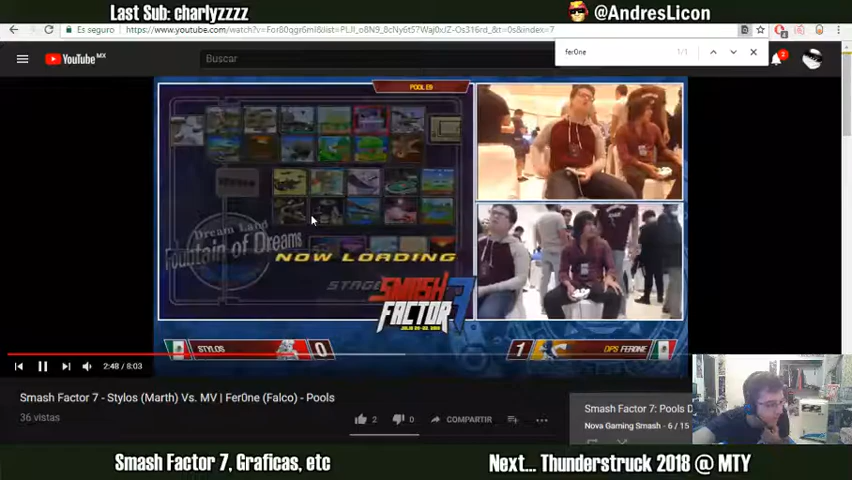 Last Sub: charlyzzzz
@AndresLicon
Es seguro
fer0ne
1/1
YouTube MX
Buscar
2
POOL E9
Dream Land
Fountain of Dreams
NOW LOADING
STAGE
SMASH FACTOR 7
STYLOS 0
1 DPS FER0NE
2:48 / 8:03
Smash Factor 7 - Stylos (Marth) Vs. MV | Fer0ne (Falco) - Pools
36 vistas
2
0
COMPARTIR
Smash Factor 7: Pools D
Nova Gaming Smash - 6 / 15
Smash Factor 7, Graficas, etc
Next... Thunderstruck 2018 @ MTY